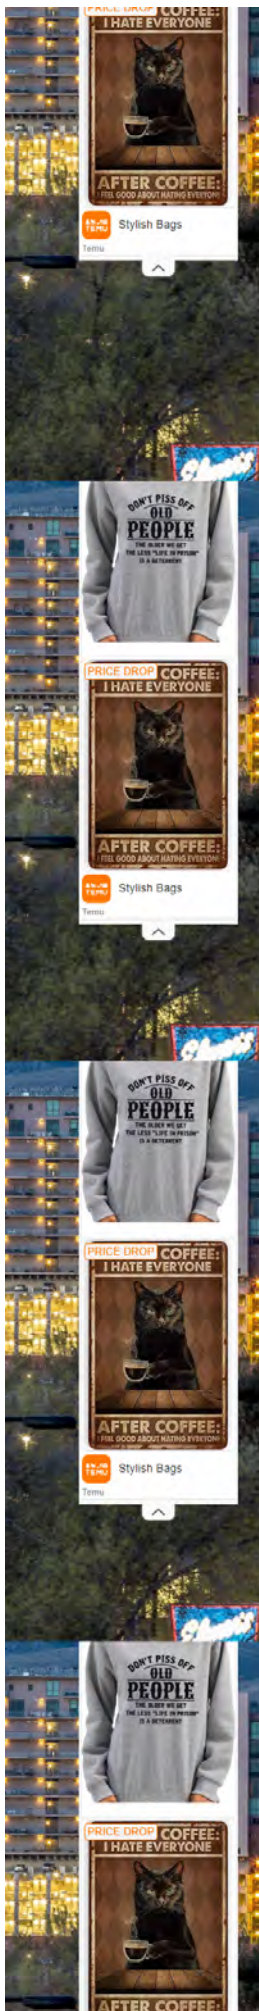 PRICE DROP COFFEE:
I HATE EVERYONE
AFTER COFFEE:
I FEEL GOOD ABOUT HATING EVERYONE
TEMU
Stylish Bags
Temu
DON'T PISS OFF
OLD
PEOPLE
THE OLDER WE GET
THE LESS "LIFE IN PRISON"
IS A DETERRENT
PRICE DROP COFFEE:
I HATE EVERYONE
AFTER COFFEE:
I FEEL GOOD ABOUT HATING EVERYONE
TEMU
Stylish Bags
Temu
DON'T PISS OFF
OLD
PEOPLE
THE OLDER WE GET
THE LESS "LIFE IN PRISON"
IS A DETERRENT
PRICE DROP COFFEE:
I HATE EVERYONE
AFTER COFFEE:
I FEEL GOOD ABOUT HATING EVERYONE
TEMU
Stylish Bags
Temu
DON'T PISS OFF
OLD
PEOPLE
THE OLDER WE GET
THE LESS "LIFE IN PRISON"
IS A DETERRENT
PRICE DROP COFFEE:
I HATE EVERYONE
AFTER COFFEE: